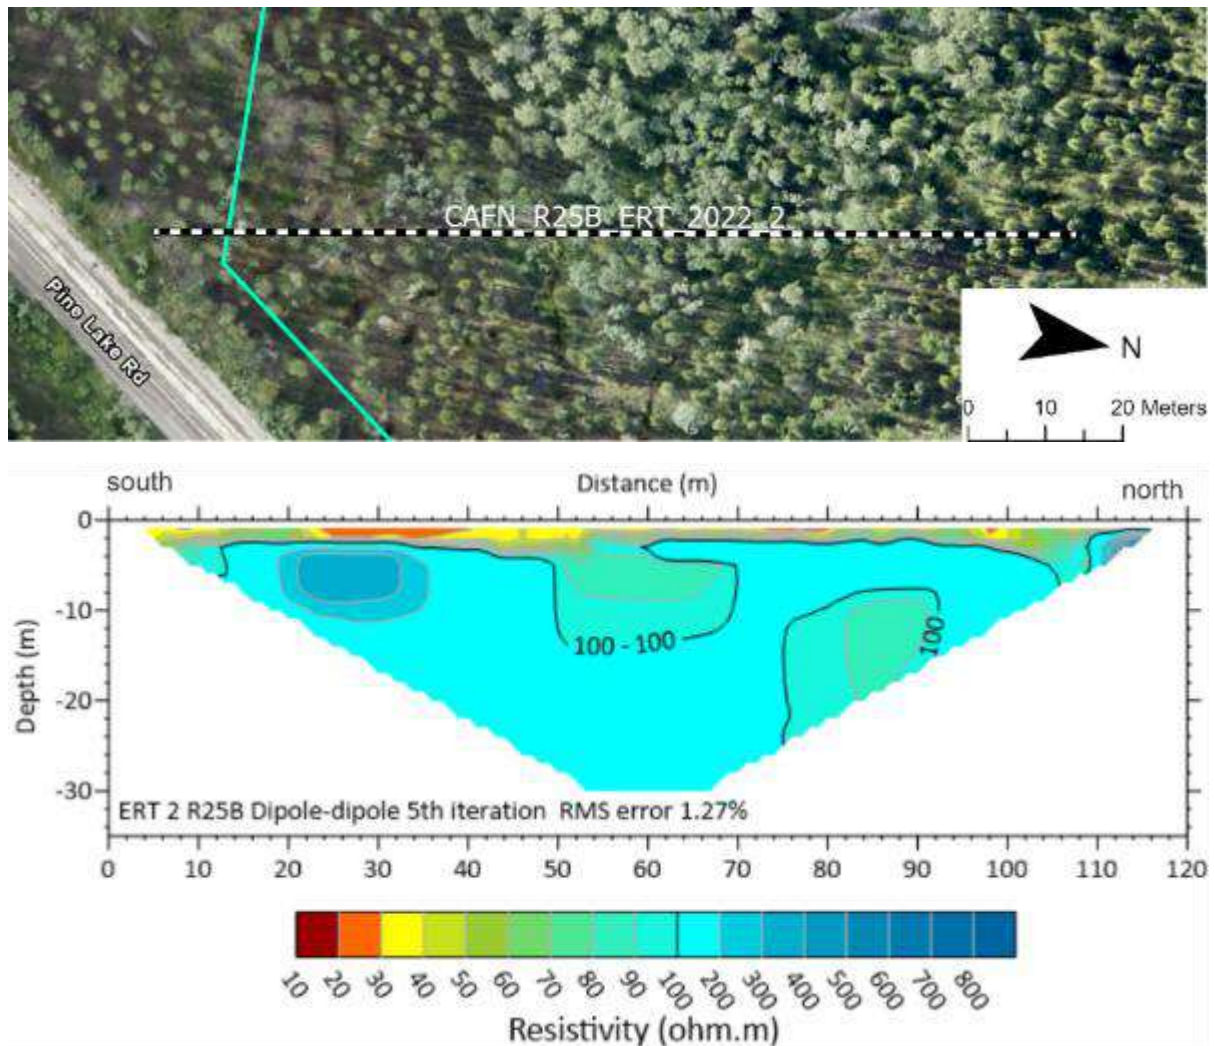 CAFN_R25B_ERT_2022_2
Pine Lake Rd
N
0 10 20 Meters
south Distance (m) north
0
-10
-20
-30
Depth (m)
100 - 100
100
ERT 2 R25B Dipole-dipole 5th iteration RMS error 1.27%
0 10 20 30 40 50 60 70 80 90 100 110 120
10 20 30 40 50 60 70 80 90 100 200 300 400 500 600 700 800
Resistivity (ohm.m)